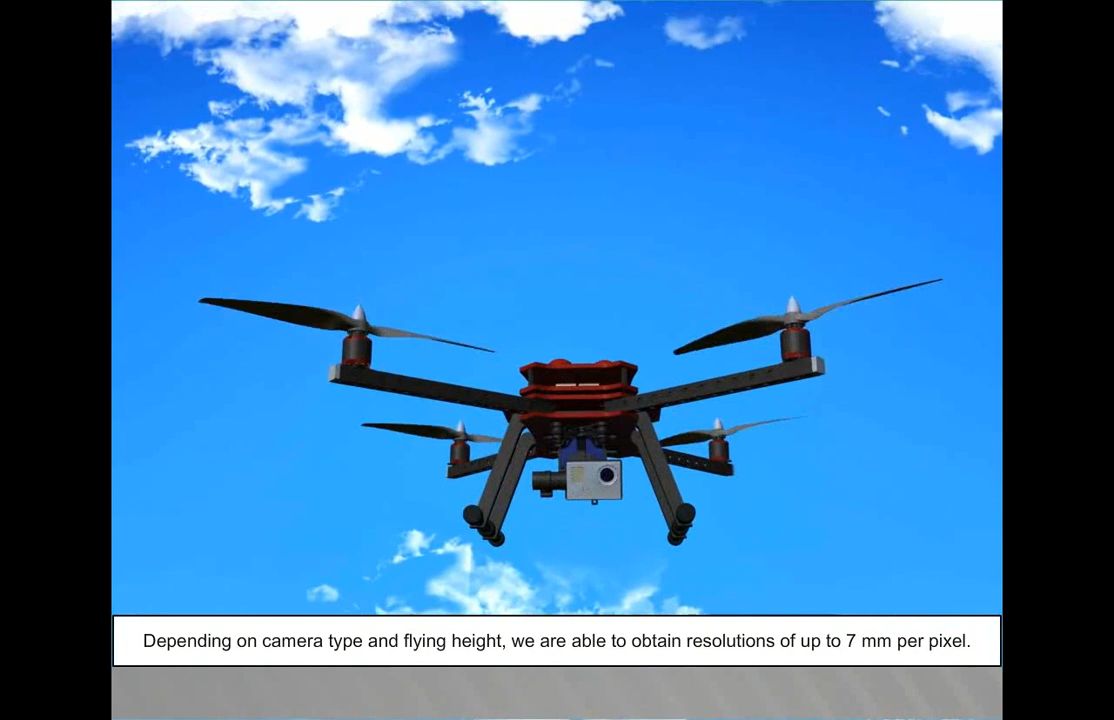 Depending on camera type and flying height, we are able to obtain resolutions of up to 7 mm per pixel.